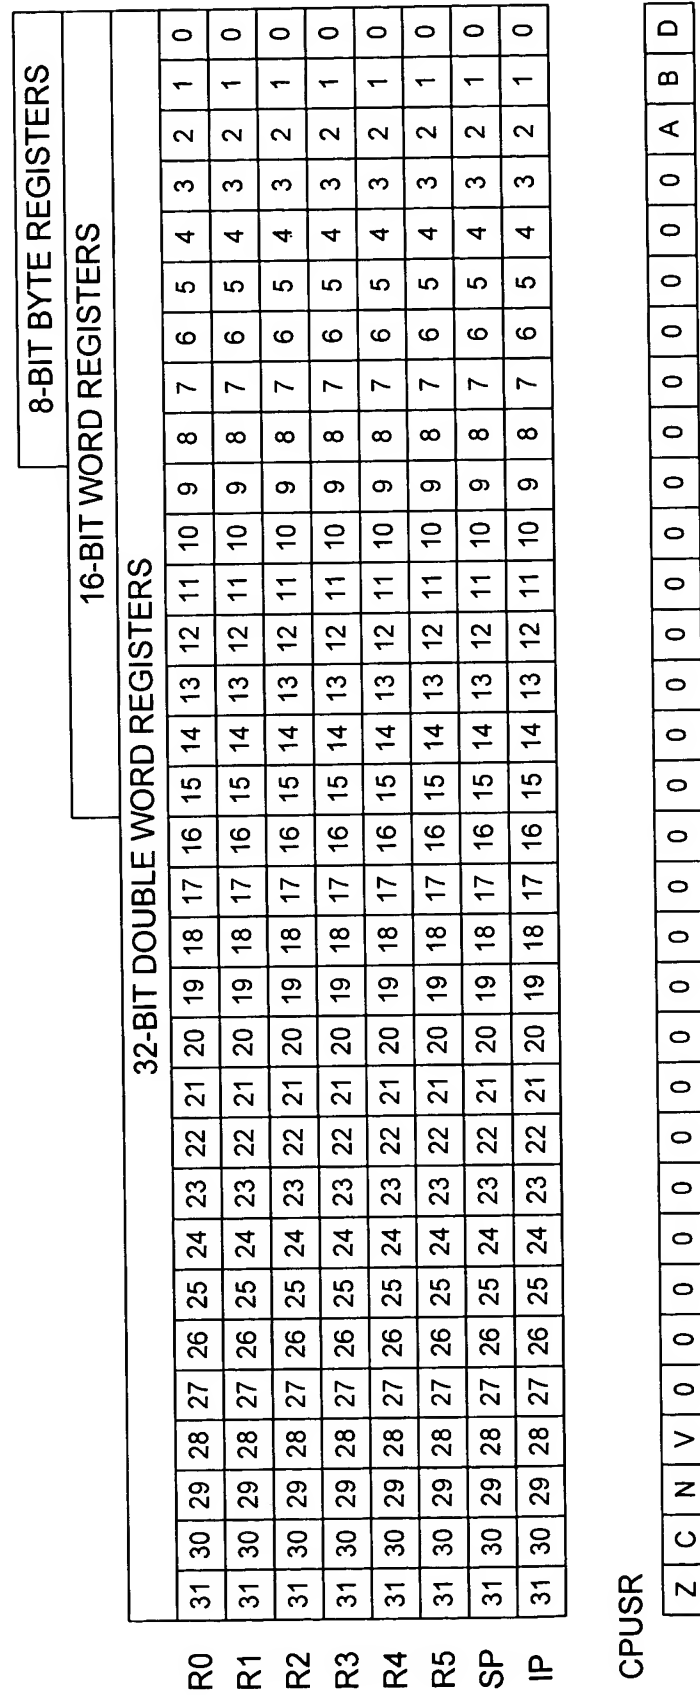 8-BIT BYTE REGISTERS
16-BIT WORD REGISTERS
32-BIT DOUBLE WORD REGISTERS
R0 31 30 29 28 27 26 25 24 23 22 21 20 19 18 17 16 15 14 13 12 11 10 9 8 7 6 5 4 3 2 1 0
R1 31 30 29 28 27 26 25 24 23 22 21 20 19 18 17 16 15 14 13 12 11 10 9 8 7 6 5 4 3 2 1 0
R2 31 30 29 28 27 26 25 24 23 22 21 20 19 18 17 16 15 14 13 12 11 10 9 8 7 6 5 4 3 2 1 0
R3 31 30 29 28 27 26 25 24 23 22 21 20 19 18 17 16 15 14 13 12 11 10 9 8 7 6 5 4 3 2 1 0
R4 31 30 29 28 27 26 25 24 23 22 21 20 19 18 17 16 15 14 13 12 11 10 9 8 7 6 5 4 3 2 1 0
R5 31 30 29 28 27 26 25 24 23 22 21 20 19 18 17 16 15 14 13 12 11 10 9 8 7 6 5 4 3 2 1 0
SP 31 30 29 28 27 26 25 24 23 22 21 20 19 18 17 16 15 14 13 12 11 10 9 8 7 6 5 4 3 2 1 0
IP 31 30 29 28 27 26 25 24 23 22 21 20 19 18 17 16 15 14 13 12 11 10 9 8 7 6 5 4 3 2 1 0
CPUSR
Z C N V 0 0 0 0 0 0 0 0 0 0 0 0 0 0 0 0 0 0 0 0 0 0 0 0 0 A B D